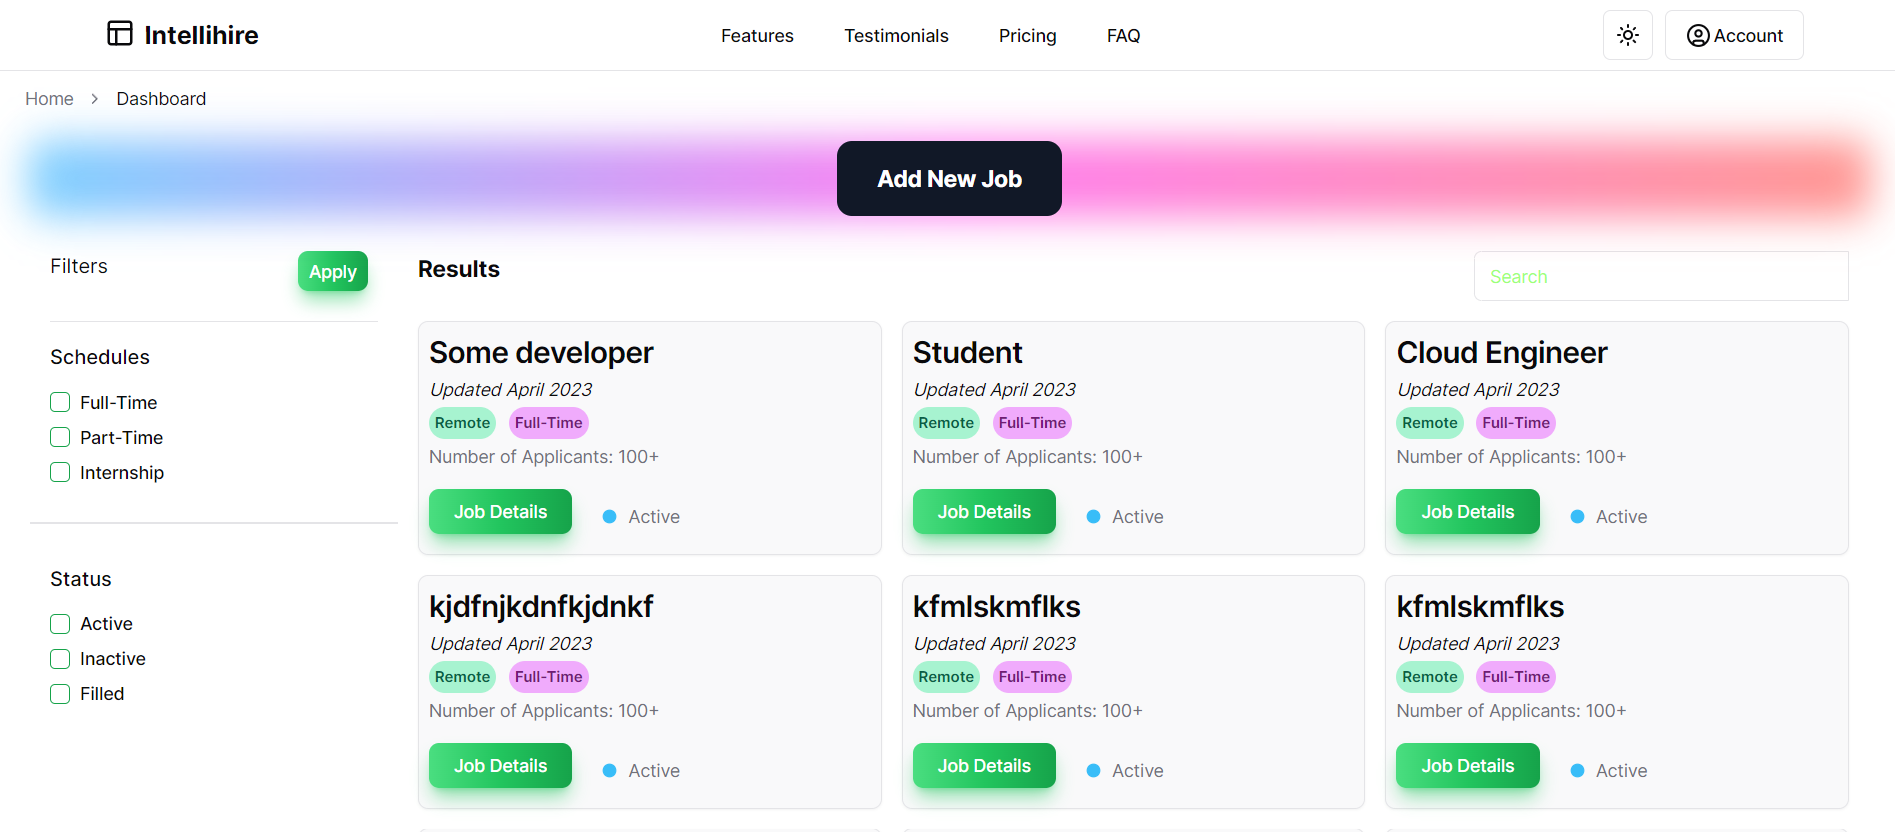 Intellihire
Features Testimonials Pricing FAQ
Account
Home Dashboard
Add New Job
Filters
Apply
Schedules
Full-Time
Part-Time
Internship
Status
Active
Inactive
Filled
Results
Search
Some developer
Updated April 2023
Remote Full-Time
Number of Applicants: 100+
Job Details Active
Student
Updated April 2023
Remote Full-Time
Number of Applicants: 100+
Job Details Active
Cloud Engineer
Updated April 2023
Remote Full-Time
Number of Applicants: 100+
Job Details Active
kjdfnjkdnfkjdnkf
Updated April 2023
Remote Full-Time
Number of Applicants: 100+
Job Details Active
kfmlskmflks
Updated April 2023
Remote Full-Time
Number of Applicants: 100+
Job Details Active
kfmlskmflks
Updated April 2023
Remote Full-Time
Number of Applicants: 100+
Job Details Active